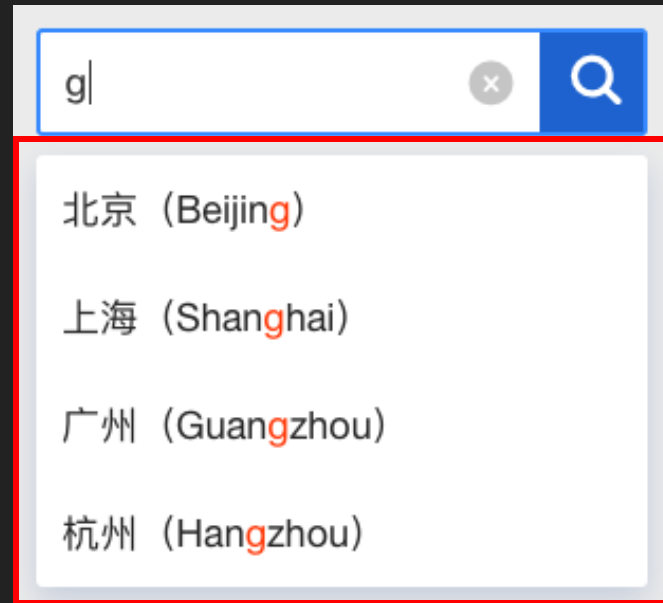 g
北京（Beijing）
上海（Shanghai）
广州（Guangzhou）
杭州（Hangzhou）